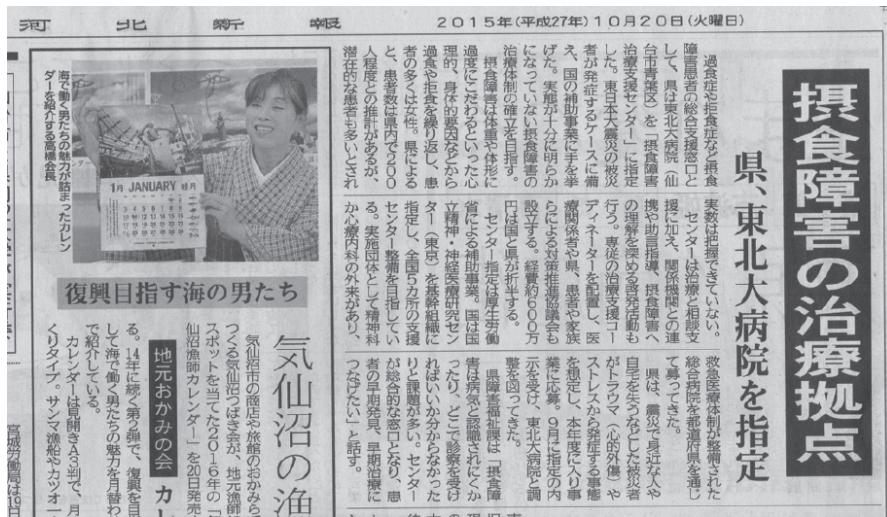 河北新報
2015年(平成27年)10月20日(火曜日)
摂食障害の治療拠点
県、東北大病院を指定
過食症や拒食症など摂食
障害患者の総合支援窓口と
して、県は東北大病院(仙
台市青葉区)を「摂食障害
治療支援センター」に指定
した。東日本大震災の被災
者が発症するケースに備
え、国の補助事業に手を挙
げた。実態が十分に明らか
になっていない摂食障害の
治療体制の確立を目指す。
摂食障害は体重や体形に
過度にこだわるといった心
理的、身体的要因などから
過食や拒食を繰り返し、患
者の多くは女性。県による
と、患者数は県内で200
人程度との推計があるが、
潜在的な患者も多いとされ
実数は把握できていない。
センターは治療と相談支
援に加え、関係機関との連
携や助言指導、摂食障害へ
の理解を深める啓発活動も
行う。専従の治療支援コー
ディネーターを配置し、医
療関係者や県、患者や家族
らによる対策推進協議会も
設立する。経費約600万
円は国と県が折半する。
センター指定は厚生労働
省による補助事業。国は国
立精神・神経医療研究セン
ター(東京)を基幹組織に
指定し、全国5カ所の支援
センター整備を目指してい
る。実施団体として精神科
か心療内科の外来があり、
救急医療体制が整備された
総合病院を都道府県を通じ
て募ってきた。
県は、震災で身近な人や
自宅を失うなどした被災者
がトラウマ(心的外傷)や
ストレスから発症する事態
を想定し、本年度に入り事
業に応募。9月に指定の内
示を受け、東北大病院と調
整を図ってきた。
県障害福祉課は「摂食障
害は病気と認識されにくか
ったり、どこで診察を受け
ればいいか分からなかった
りと課題が多い。センター
が総合的な窓口となり、患
者の早期発見、早期治療に
つなげたい」と話す。
1月 JANUARY 睦月
海で働く男たちの魅力が詰まったカレン
ダーを紹介する高橋会長
復興目指す海の男たち
気仙沼の漁
地元おかみの会
カレ
気仙沼市の商店や旅館のおかみらで
つくる気仙沼つばき会が、地元漁師に
スポットを当てた2016年の「気
仙沼漁師カレンダー」を20日発売
る。14年に続く第2弾で、復興を目
して海で働く男たちの魅力を月替わ
で紹介している。
カレンダーは見開きA3判で、月
くりタイプ。サンマ漁船やカツオ一
宮城労働局は6日